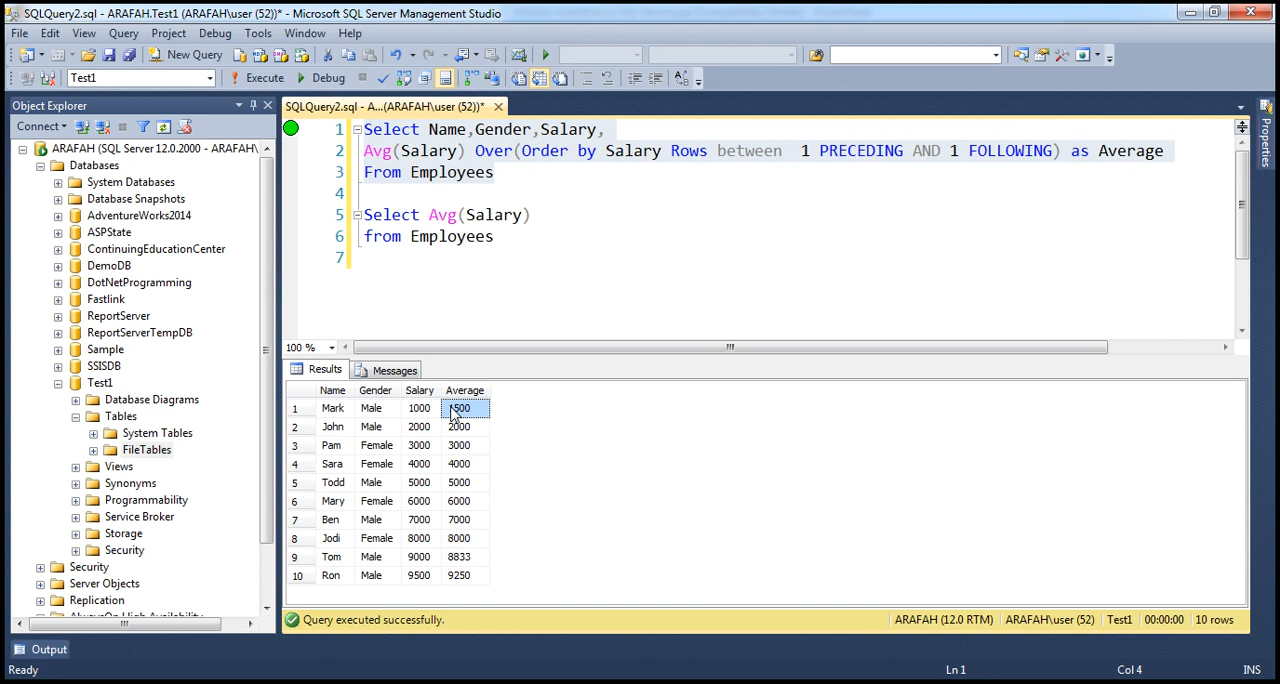 SQLQuery2.sql - ARAFAH.Test1 (ARAFAH\user (52))* - Microsoft SQL Server Management Studio
File Edit View Query Project Debug Tools Window Help
New Query
Test1 Execute Debug
Object Explorer
SQLQuery2.sql - A...(ARAFAH\user (52))*
Properties
Connect
ARAFAH (SQL Server 12.0.2000 - ARAFAH\
Databases
System Databases
Database Snapshots
AdventureWorks2014
ASPState
ContinuingEducationCenter
DemoDB
DotNetProgramming
Fastlink
ReportServer
ReportServerTempDB
Sample
SSISDB
Test1
Database Diagrams
Tables
System Tables
FileTables
Views
Synonyms
Programmability
Service Broker
Storage
Security
Security
Server Objects
Replication
AlwaysOn High Availability
1 Select Name,Gender,Salary,
2 Avg(Salary) Over(Order by Salary Rows between 1 PRECEDING AND 1 FOLLOWING) as Average
3 From Employees
4
5 Select Avg(Salary)
6 from Employees
7
100 %
Results Messages
Name Gender Salary Average
1 Mark Male 1000 1500
2 John Male 2000 2000
3 Pam Female 3000 3000
4 Sara Female 4000 4000
5 Todd Male 5000 5000
6 Mary Female 6000 6000
7 Ben Male 7000 7000
8 Jodi Female 8000 8000
9 Tom Male 9000 8833
10 Ron Male 9500 9250
Query executed successfully. ARAFAH (12.0 RTM) ARAFAH\user (52) Test1 00:00:00 10 rows
Output
Ready Ln 1 Col 4 INS